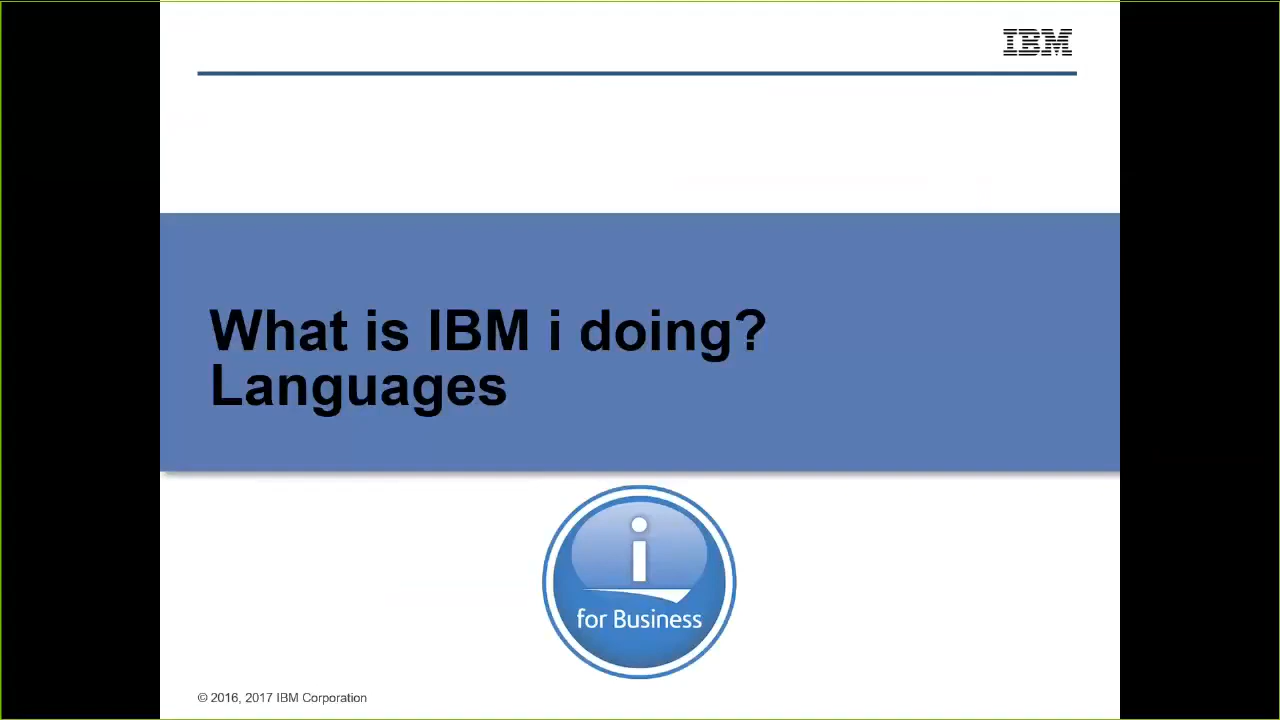 IBM
What is IBM i doing?
Languages
i
for Business
© 2016, 2017 IBM Corporation